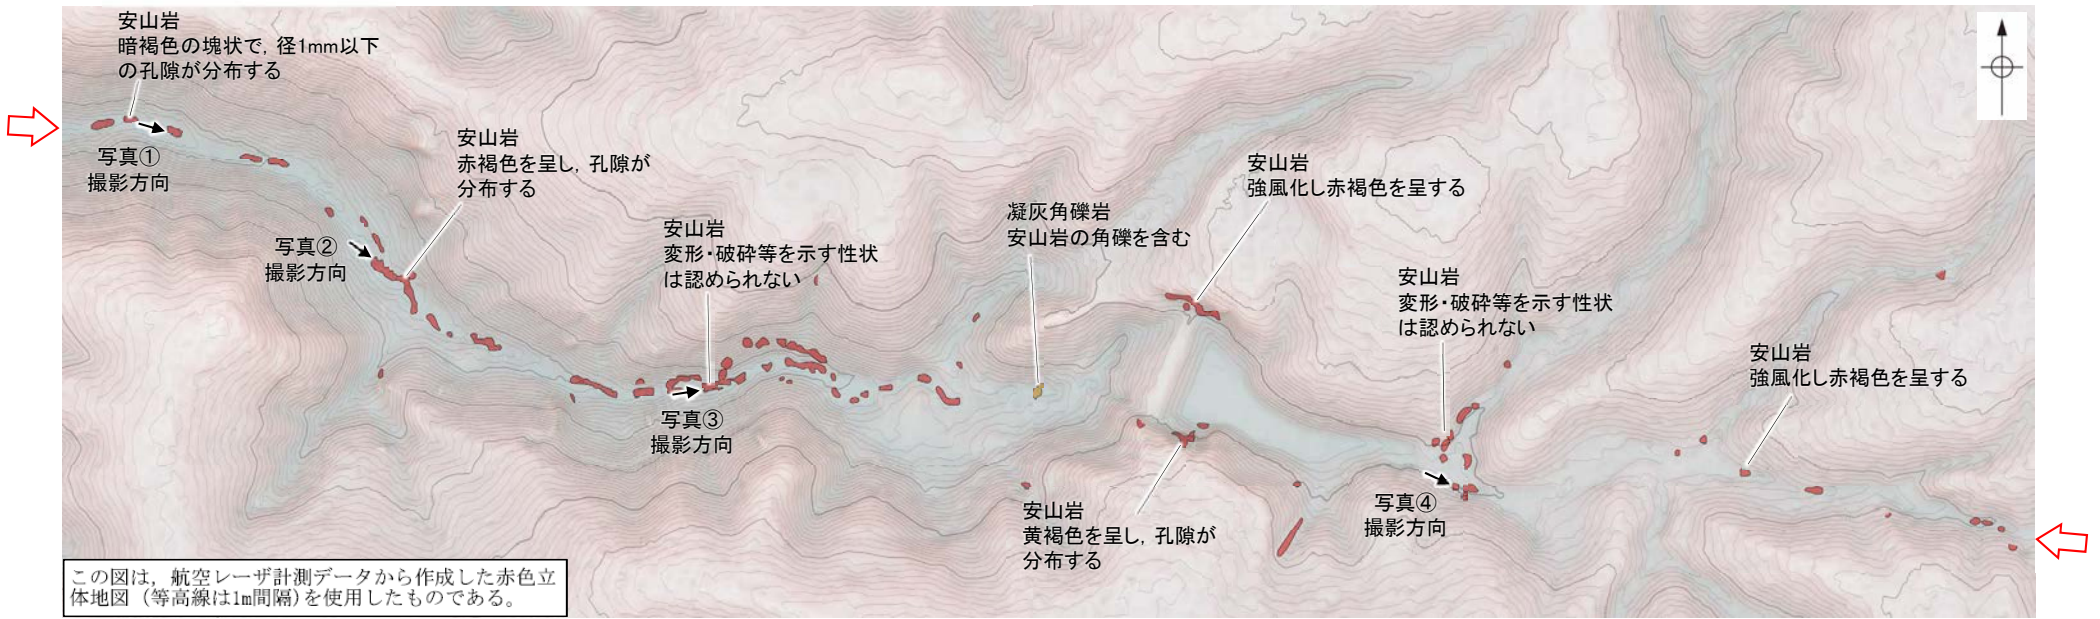 安山岩
暗褐色の塊状で，径1mm以下
の孔隙が分布する
写真①
撮影方向
安山岩
赤褐色を呈し，孔隙が
分布する
写真②
撮影方向
安山岩
変形・破砕等を示す性状
は認められない
写真③
撮影方向
凝灰角礫岩
安山岩の角礫を含む
安山岩
強風化し赤褐色を呈する
安山岩
黄褐色を呈し，孔隙が
分布する
安山岩
変形・破砕等を示す性状
は認められない
写真④
撮影方向
安山岩
強風化し赤褐色を呈する
この図は，航空レーザ計測データから作成した赤色立
体地図（等高線は1m間隔）を使用したものである。